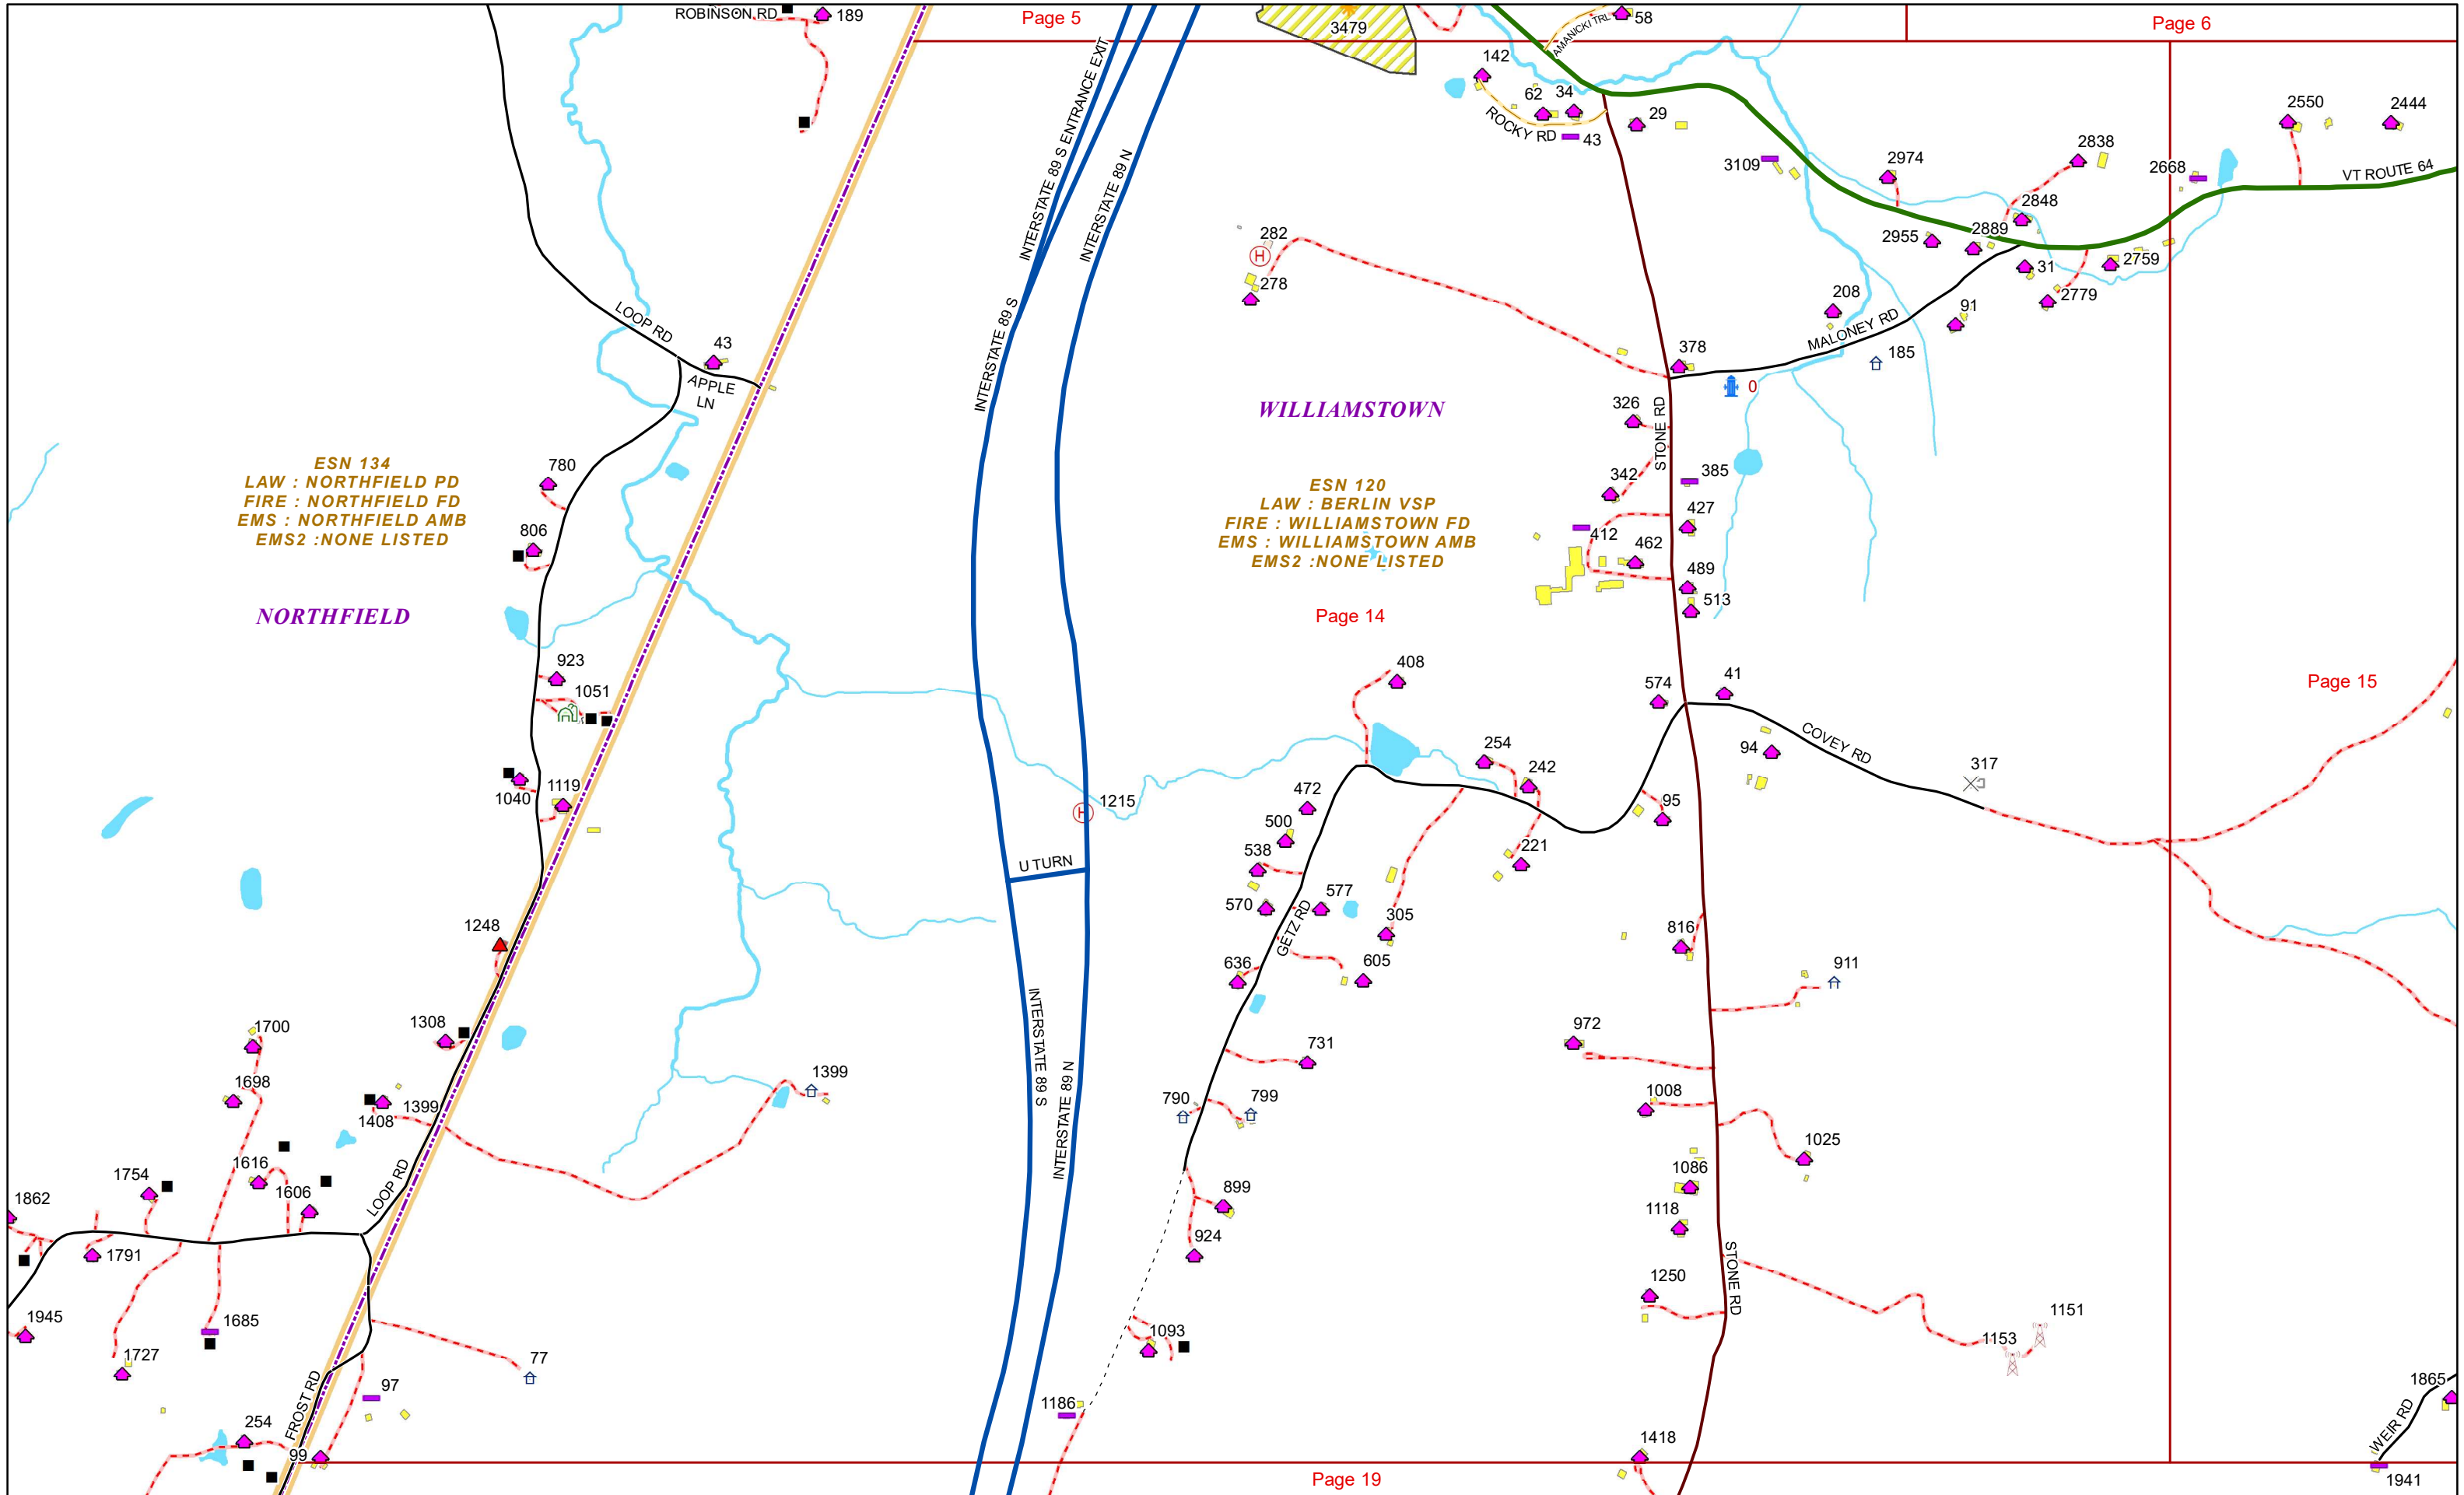 ROBINSON RD
189
Page 5
3479
AMANICKI TRL
58
Page 6
142
62
34
ROCKY RD
43
29
3109
2974
2838
2550
2444
2668
VT ROUTE 64
2848
2955
2889
31
2759
2779
INTERSTATE 89 S ENTRANCE EXIT
INTERSTATE 89 N
INTERSTATE 89 S
282
278
208
91
MALONEY RD
185
LOOP RD
43
APPLE
LN
378
0
326
STONE RD
WILLIAMSTOWN
ESN 134
LAW : NORTHFIELD PD
FIRE : NORTHFIELD FD
EMS : NORTHFIELD AMB
EMS2 :NONE LISTED
780
806
ESN 120
LAW : BERLIN VSP
FIRE : WILLIAMSTOWN FD
EMS : WILLIAMSTOWN AMB
EMS2 :NONE LISTED
342
385
427
412
462
489
513
NORTHFIELD
Page 14
923
1051
408
574
41
Page 15
94
COVEY RD
317
254
242
1040
1119
1215
472
500
95
538
U TURN
221
570
577
GETZ RD
305
1248
816
636
605
911
1308
972
731
1700
1698
1399
1399
1408
INTERSTATE 89 S
INTERSTATE 89 N
790
799
1008
1025
1616
1606
1754
1862
LOOP RD
899
1086
1118
924
1791
STONE RD
1250
1945
1685
1093
1151
1153
1727
77
97
FROST RD
254
99
1186
1865
WEIR RD
1418
1941
Page 19